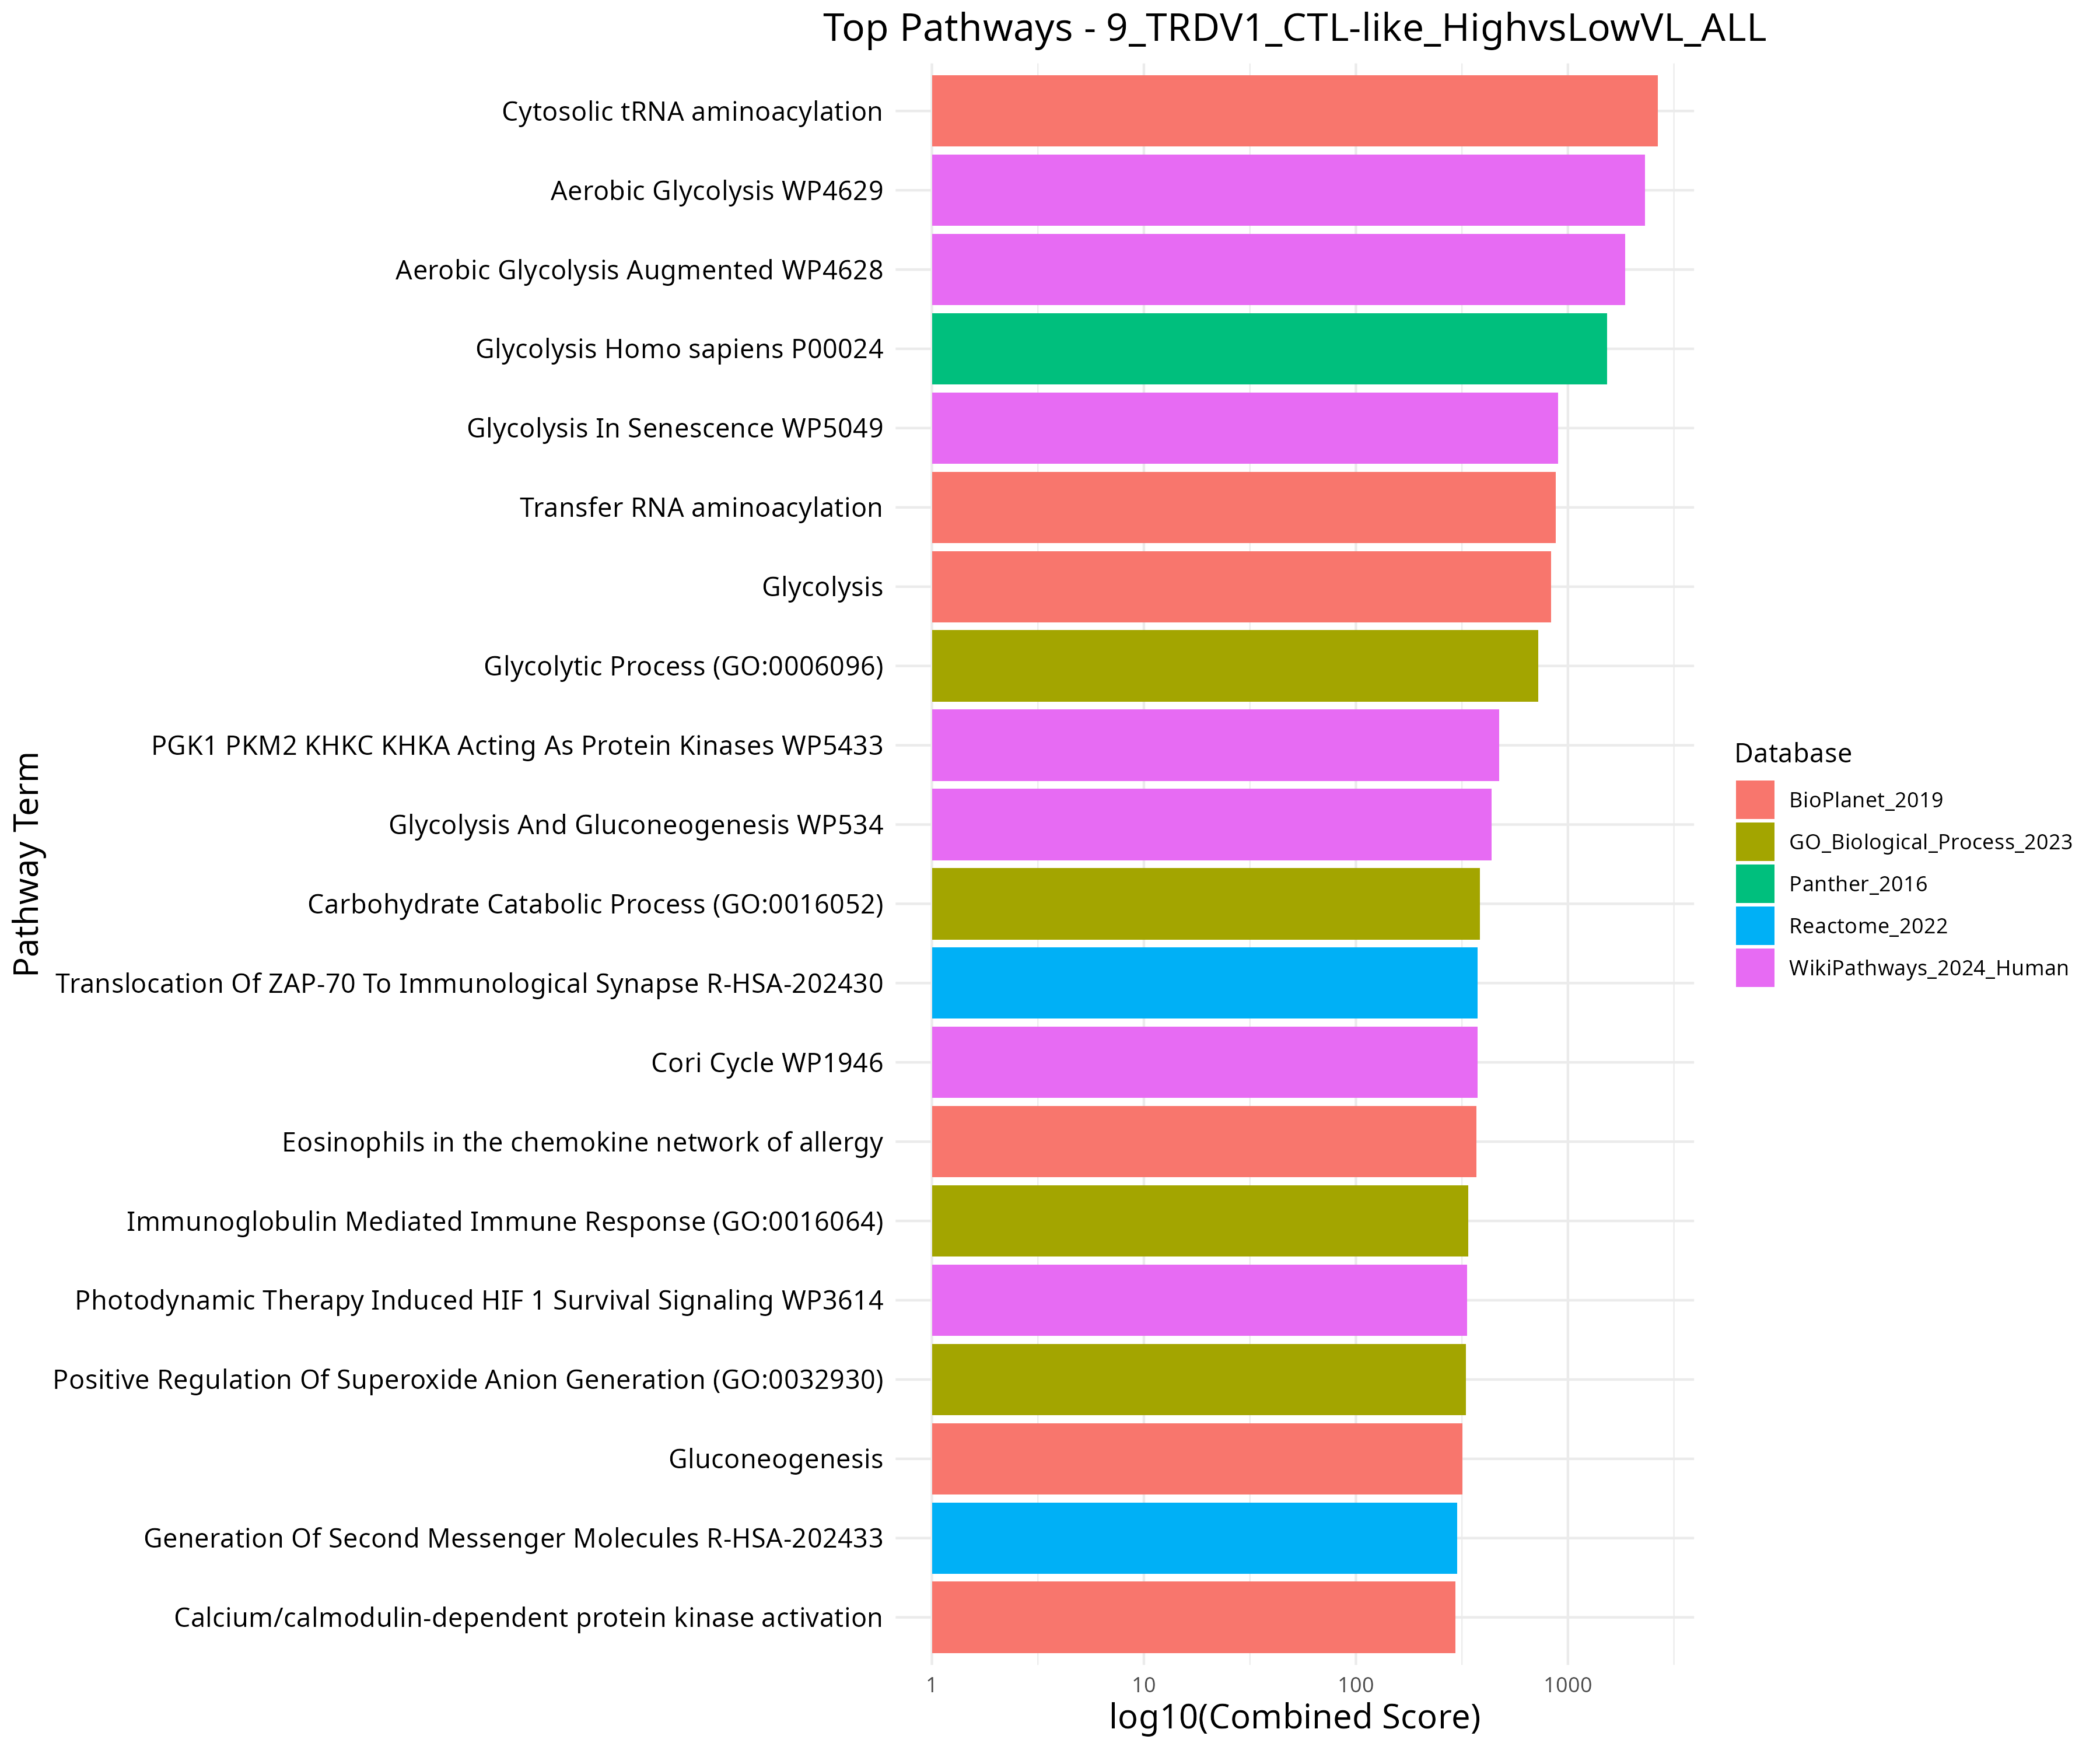 Top Pathways - 9_TRDV1_CTL-like_HighvsLowVL_ALL
Pathway Term
Cytosolic tRNA aminoacylation
Aerobic Glycolysis WP4629
Aerobic Glycolysis Augmented WP4628
Glycolysis Homo sapiens P00024
Glycolysis In Senescence WP5049
Transfer RNA aminoacylation
Glycolysis
Glycolytic Process (GO:0006096)
PGK1 PKM2 KHKC KHKA Acting As Protein Kinases WP5433
Glycolysis And Gluconeogenesis WP534
Carbohydrate Catabolic Process (GO:0016052)
Translocation Of ZAP-70 To Immunological Synapse R-HSA-202430
Cori Cycle WP1946
Eosinophils in the chemokine network of allergy
Immunoglobulin Mediated Immune Response (GO:0016064)
Photodynamic Therapy Induced HIF 1 Survival Signaling WP3614
Positive Regulation Of Superoxide Anion Generation (GO:0032930)
Gluconeogenesis
Generation Of Second Messenger Molecules R-HSA-202433
Calcium/calmodulin-dependent protein kinase activation
1 10 100 1000
log10(Combined Score)
Database
BioPlanet_2019
GO_Biological_Process_2023
Panther_2016
Reactome_2022
WikiPathways_2024_Human